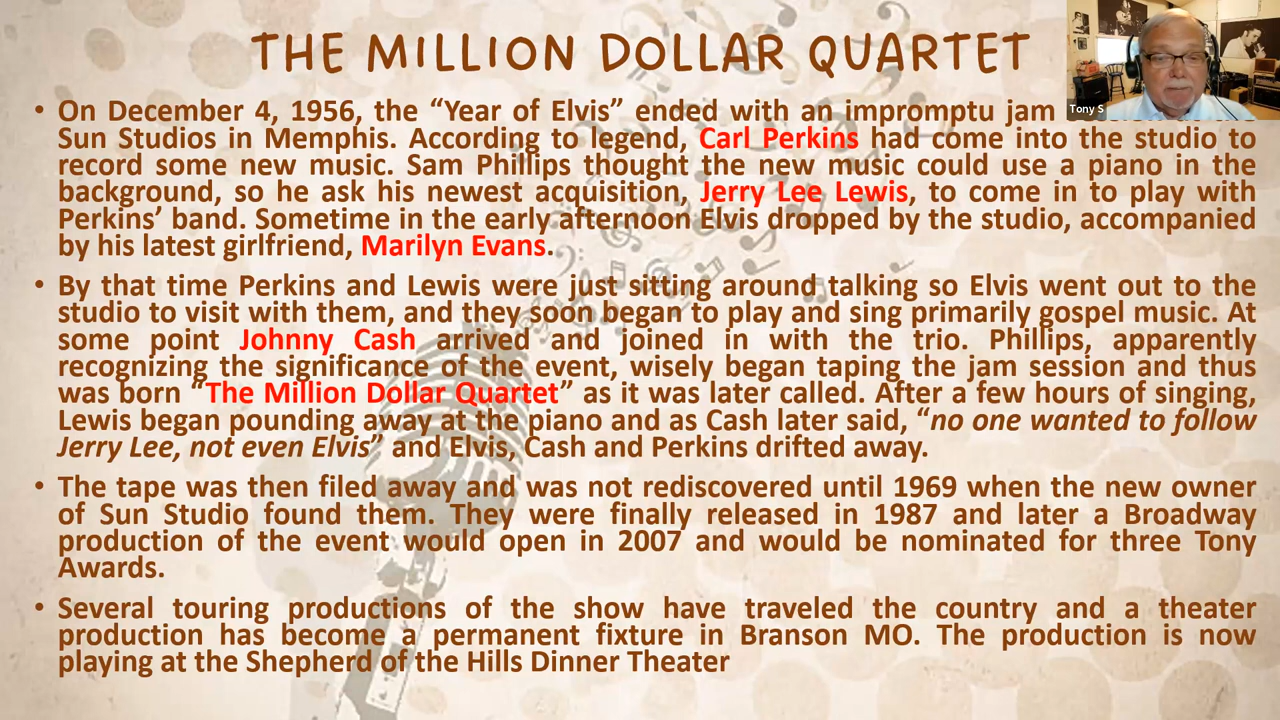 THE MILLION DOLLAR QUARTET
Tony S
• On December 4, 1956, the “Year of Elvis” ended with an impromptu jam
Sun Studios in Memphis. According to legend, Carl Perkins had come into the studio to
record some new music. Sam Phillips thought the new music could use a piano in the
background, so he ask his newest acquisition, Jerry Lee Lewis, to come in to play with
Perkins’ band. Sometime in the early afternoon Elvis dropped by the studio, accompanied
by his latest girlfriend, Marilyn Evans.
• By that time Perkins and Lewis were just sitting around talking so Elvis went out to the
studio to visit with them, and they soon began to play and sing primarily gospel music. At
some point Johnny Cash arrived and joined in with the trio. Phillips, apparently
recognizing the significance of the event, wisely began taping the jam session and thus
was born “The Million Dollar Quartet” as it was later called. After a few hours of singing,
Lewis began pounding away at the piano and as Cash later said, “no one wanted to follow
Jerry Lee, not even Elvis” and Elvis, Cash and Perkins drifted away.
• The tape was then filed away and was not rediscovered until 1969 when the new owner
of Sun Studio found them. They were finally released in 1987 and later a Broadway
production of the event would open in 2007 and would be nominated for three Tony
Awards.
• Several touring productions of the show have traveled the country and a theater
production has become a permanent fixture in Branson MO. The production is now
playing at the Shepherd of the Hills Dinner Theater